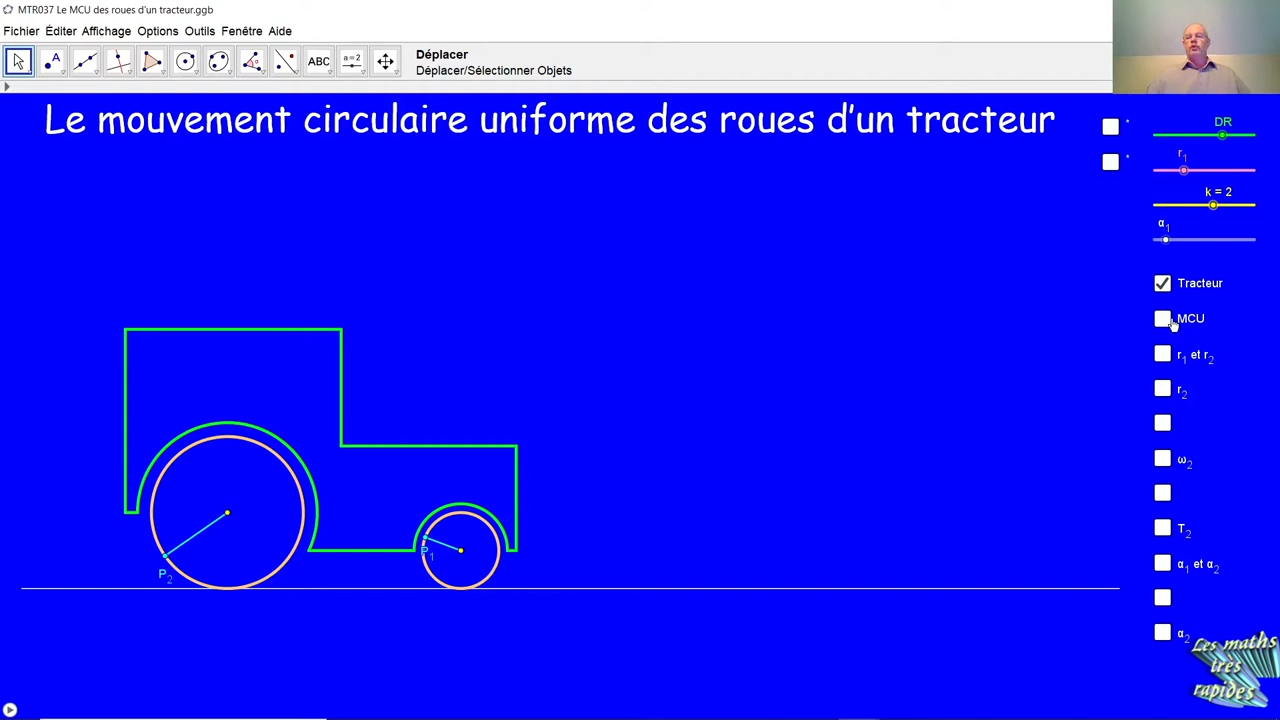 MTR037 Le MCU des roues d'un tracteur.ggb
Fichier Éditer Affichage Options Outils Fenêtre Aide
A
ABC
a=2
Déplacer
Déplacer/Sélectionner Objets
Le mouvement circulaire uniforme des roues d'un tracteur
DR
r₁
k = 2
α₁
Tracteur
MCU
r₁ et r₂
r₂
ω₂
T₂
α₁ et α₂
α₂
P₂
P₁
Les maths
très
rapides